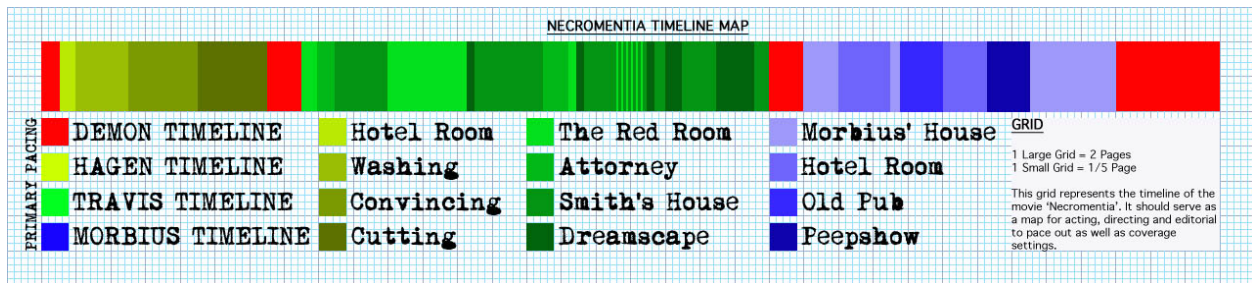 NECROMENTIA TIMELINE MAP
PRIMARY PACING
DEMON TIMELINE
HAGEN TIMELINE
TRAVIS TIMELINE
MORBIUS TIMELINE
Hotel Room
Washing
Convincing
Cutting
The Red Room
Attorney
Smith's House
Dreamscape
Morbius' House
Hotel Room
Old Pub
Peepshow
GRID
1 Large Grid = 2 Pages
1 Small Grid = 1/5 Page
This grid represents the timeline of the
movie 'Necromentia'. It should serve as
a map for acting, directing and editorial
to pace out as well as coverage
settings.